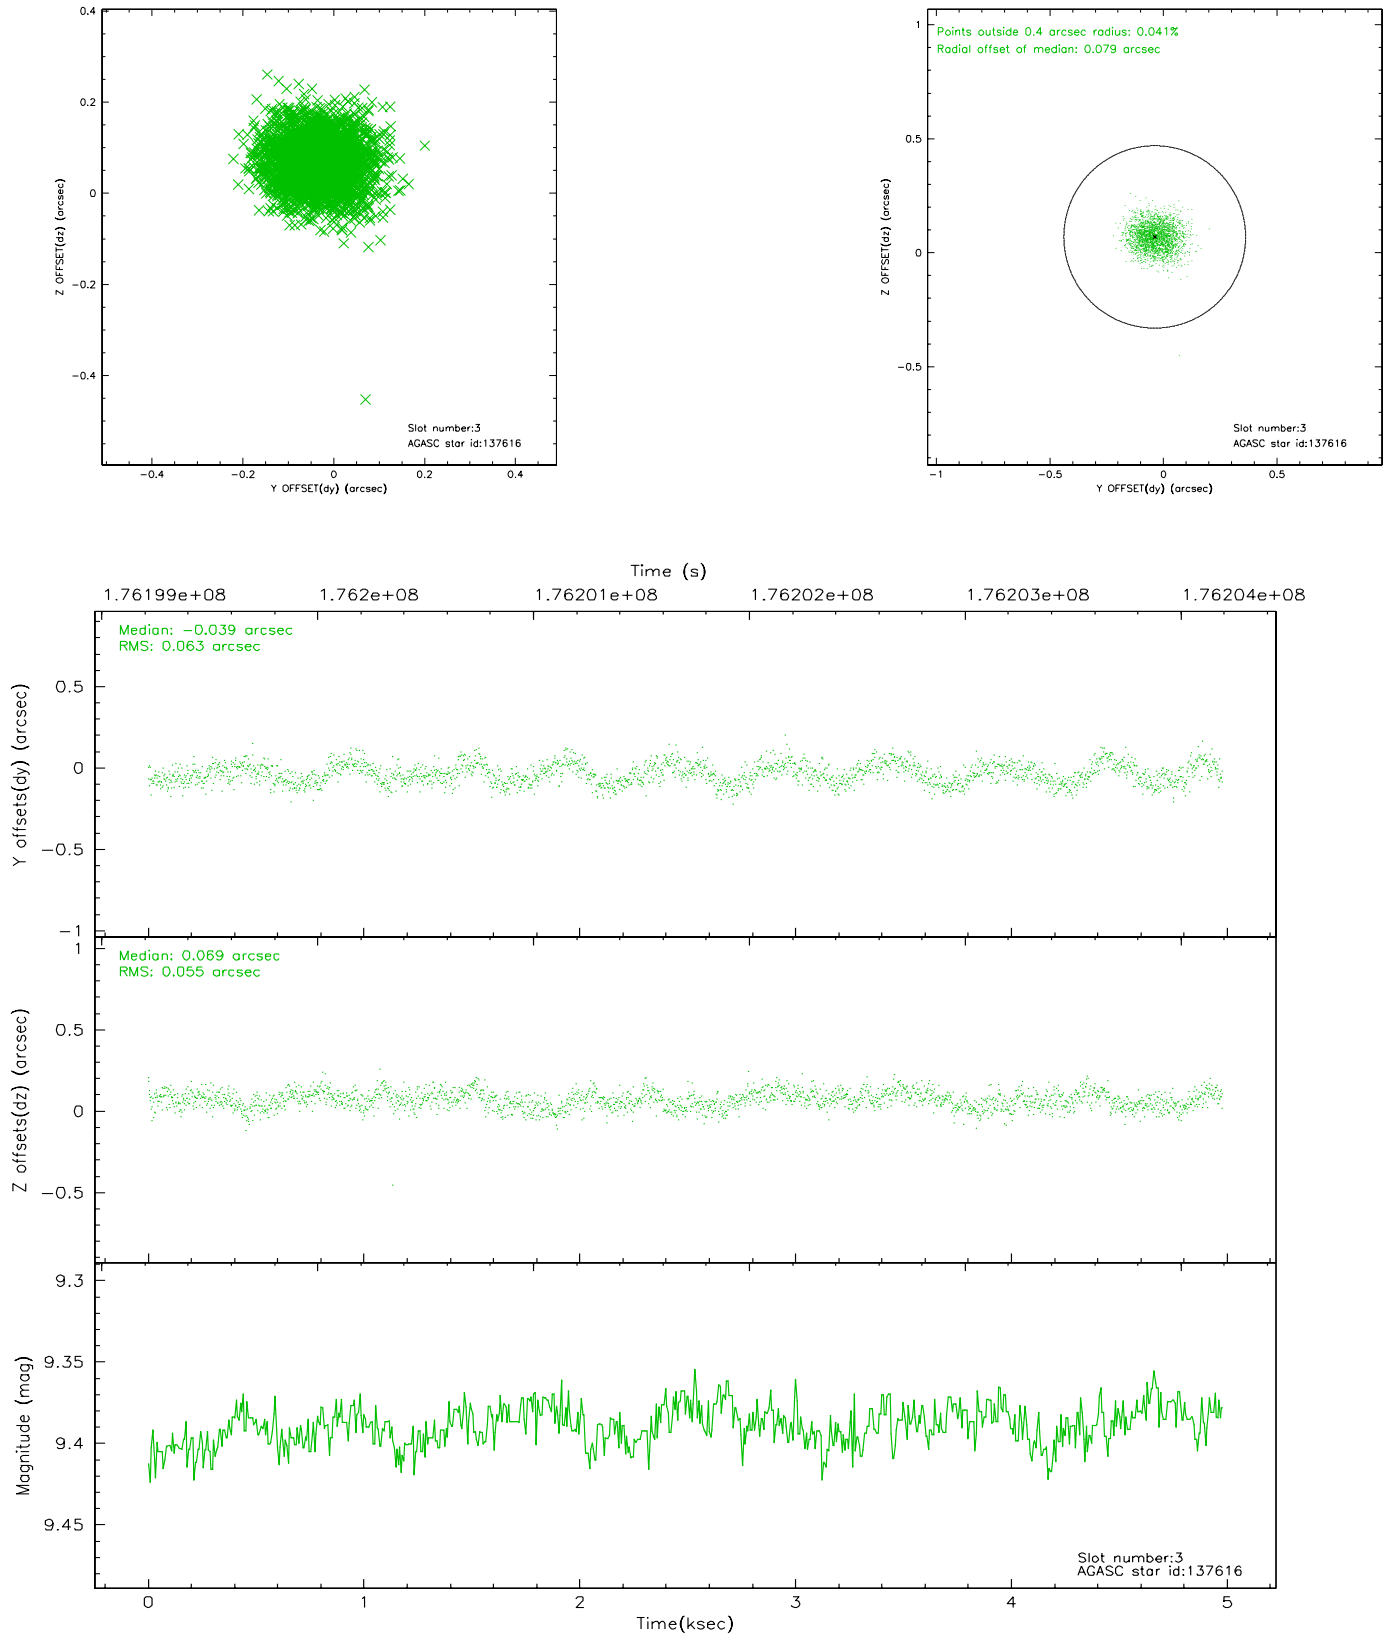 0.4
0.2
0
−0.2
−0.4
Z OFFSET(dz) (arcsec)
Slot number:3
AGASC star id:137616
−0.4 −0.2 0 0.2 0.4
Y OFFSET(dy) (arcsec)
Points outside 0.4 arcsec radius: 0.041%
Radial offset of median: 0.079 arcsec
1
0.5
0
−0.5
Z OFFSET(dz) (arcsec)
Slot number:3
AGASC star id:137616
−1 −0.5 0 0.5
Y OFFSET(dy) (arcsec)
Time (s)
1.76199e+08 1.762e+08 1.76201e+08 1.76202e+08 1.76203e+08 1.76204e+08
Median: −0.039 arcsec
RMS: 0.063 arcsec
0.5
0
−0.5
−1
Y offsets(dy) (arcsec)
Median: 0.069 arcsec
RMS: 0.055 arcsec
1
0.5
0
−0.5
Z offsets(dz) (arcsec)
9.3
9.35
9.4
9.45
Magnitude (mag)
Slot number:3
AGASC star id:137616
0 1 2 3 4 5
Time(ksec)